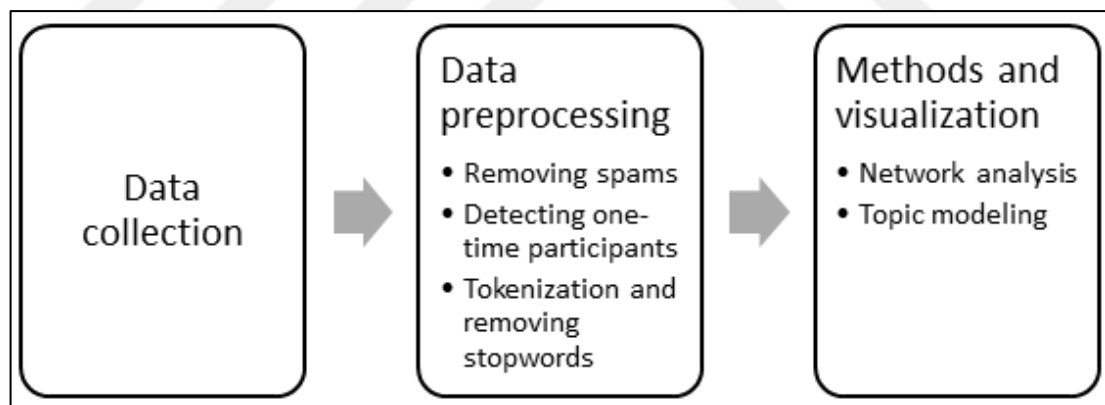 Data
collection
Data
preprocessing
• Removing spams
• Detecting one-
time participants
• Tokenization and
removing
stopwords
Methods and
visualization
• Network analysis
• Topic modeling